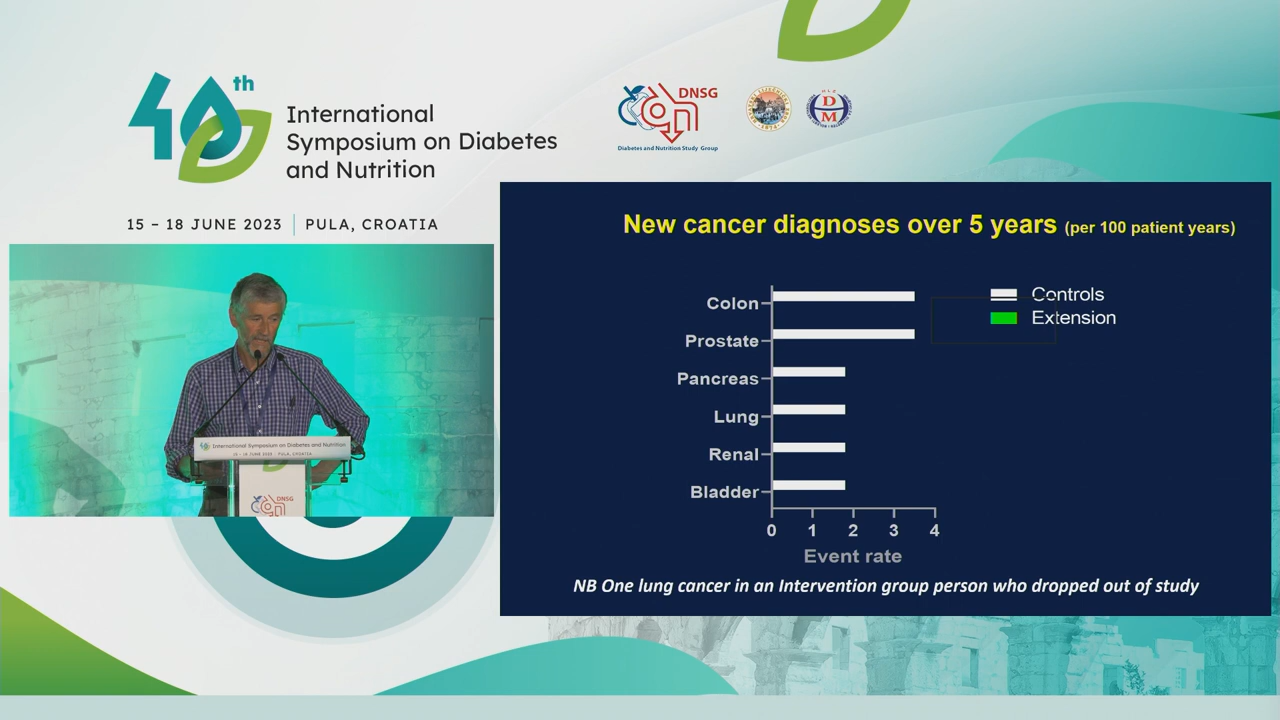 40th
International
Symposium on Diabetes
and Nutrition
15 – 18 JUNE 2023 | PULA, CROATIA
DNSG
Diabetes and Nutrition Study Group
DM
New cancer diagnoses over 5 years (per 100 patient years)
Colon
Prostate
Pancreas
Lung
Renal
Bladder
0 1 2 3 4
Event rate
Controls
Extension
NB One lung cancer in an Intervention group person who dropped out of study
International Symposium on Diabetes and Nutrition
15 – 18 JUNE 2023 | PULA, CROATIA
DNSG